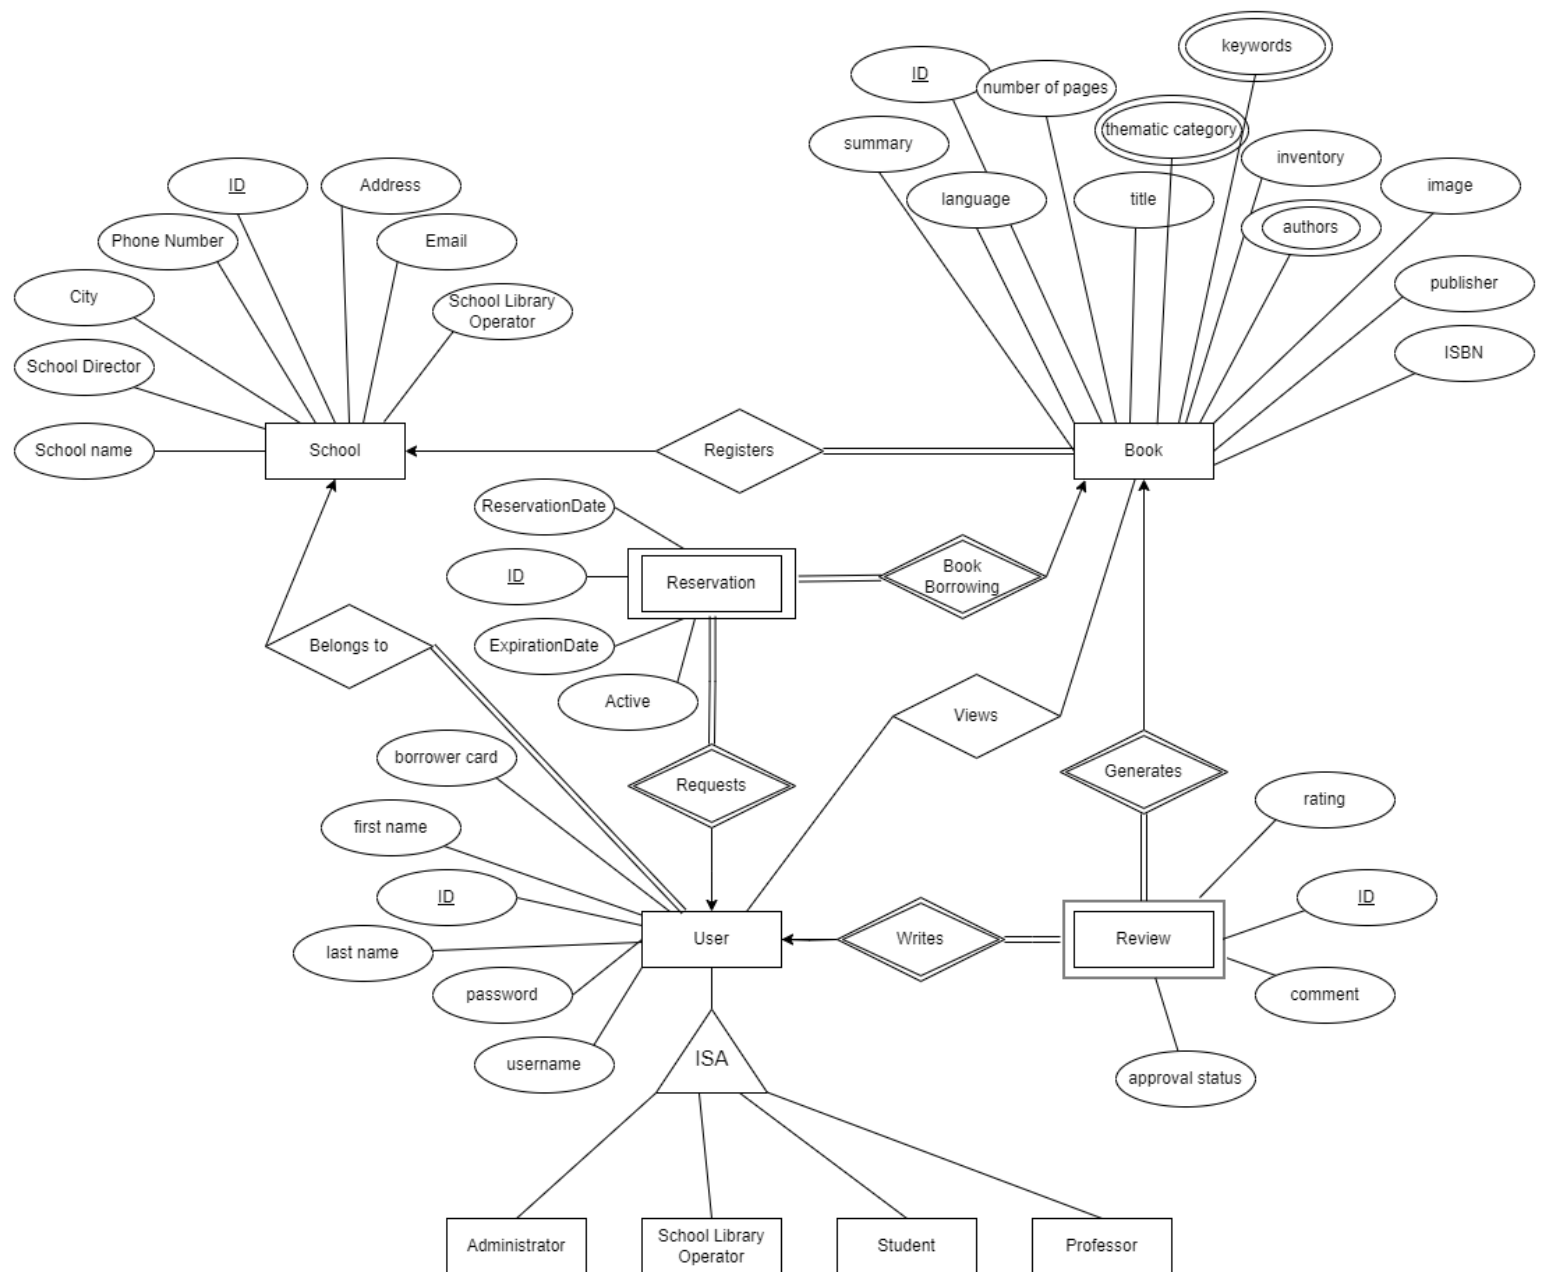 keywords
ID
number of pages
thematic category
summary
inventory
ID
Address
image
language
title
authors
Phone Number
Email
City
School Library
Operator
publisher
School Director
ISBN
School name
School
Registers
Book
ReservationDate
Book
Borrowing
ID
Reservation
ExpirationDate
Belongs to
Active
Views
borrower card
Requests
Generates
rating
first name
ID
ID
User
Writes
Review
last name
password
comment
username
ISA
approval status
Administrator
School Library
Operator
Student
Professor